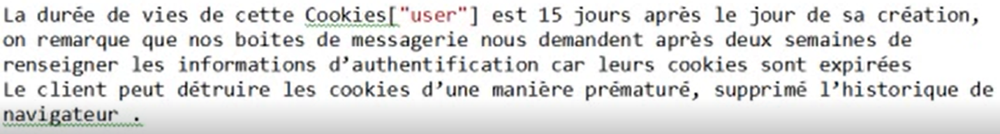 La durée de vies de cette Cookies["user"] est 15 jours après le jour de sa création,
on remarque que nos boites de messagerie nous demandent après deux semaines de
renseigner les informations d’authentification car leurs cookies sont expirées
Le client peut détruire les cookies d’une manière prématuré, supprimé l’historique de
navigateur .